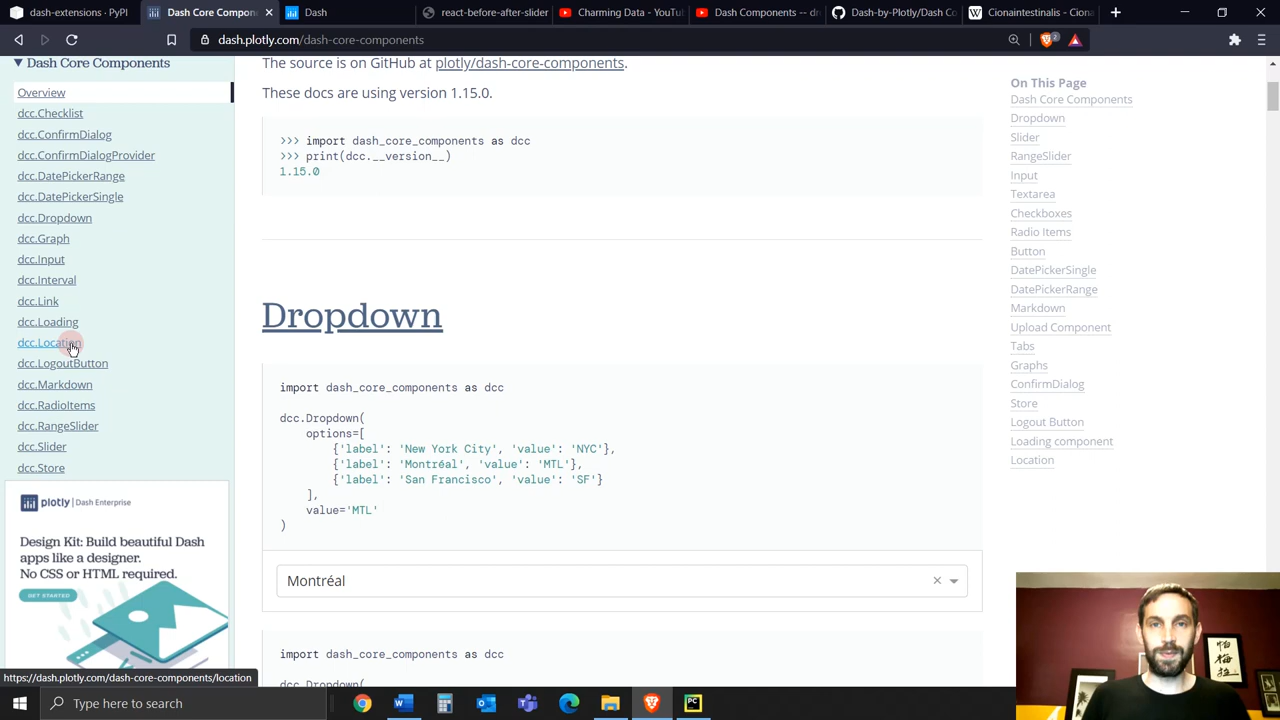 extensions - PyPI
Dash Core Component
Dash
react-before-after-slider
Charming Data - YouTu
Dash Components -- dr
Dash-by-Plotly/Dash Co
Cionaintestinalis - Ciona
dash.plotly.com/dash-core-components
2
Dash Core Components
Overview
dcc.Checklist
dcc.ConfirmDialog
dcc.ConfirmDialogProvider
dcc.DatePickerRange
dcc.DatePickerSingle
dcc.Dropdown
dcc.Graph
dcc.Input
dcc.Interval
dcc.Link
dcc.Loading
dcc.Location
dcc.LogoutButton
dcc.Markdown
dcc.RadioItems
dcc.RangeSlider
dcc.Slider
dcc.Store
plotly | Dash Enterprise
Design Kit: Build beautiful Dash
apps like a designer.
No CSS or HTML required.
GET STARTED
https://dash.plotly.com/dash-core-components/location
The source is on GitHub at plotly/dash-core-components.
These docs are using version 1.15.0.
>>> import dash_core_components as dcc
>>> print(dcc.__version__)
1.15.0
Dropdown
import dash_core_components as dcc
dcc.Dropdown(
options=[
{'label': 'New York City', 'value': 'NYC'},
{'label': 'Montréal', 'value': 'MTL'},
{'label': 'San Francisco', 'value': 'SF'}
],
value='MTL'
)
Montréal
import dash_core_components as dcc
dcc.Dropdown(
On This Page
Dash Core Components
Dropdown
Slider
RangeSlider
Input
Textarea
Checkboxes
Radio Items
Button
DatePickerSingle
DatePickerRange
Markdown
Upload Component
Tabs
Graphs
ConfirmDialog
Store
Logout Button
Loading component
Location
Type here to search